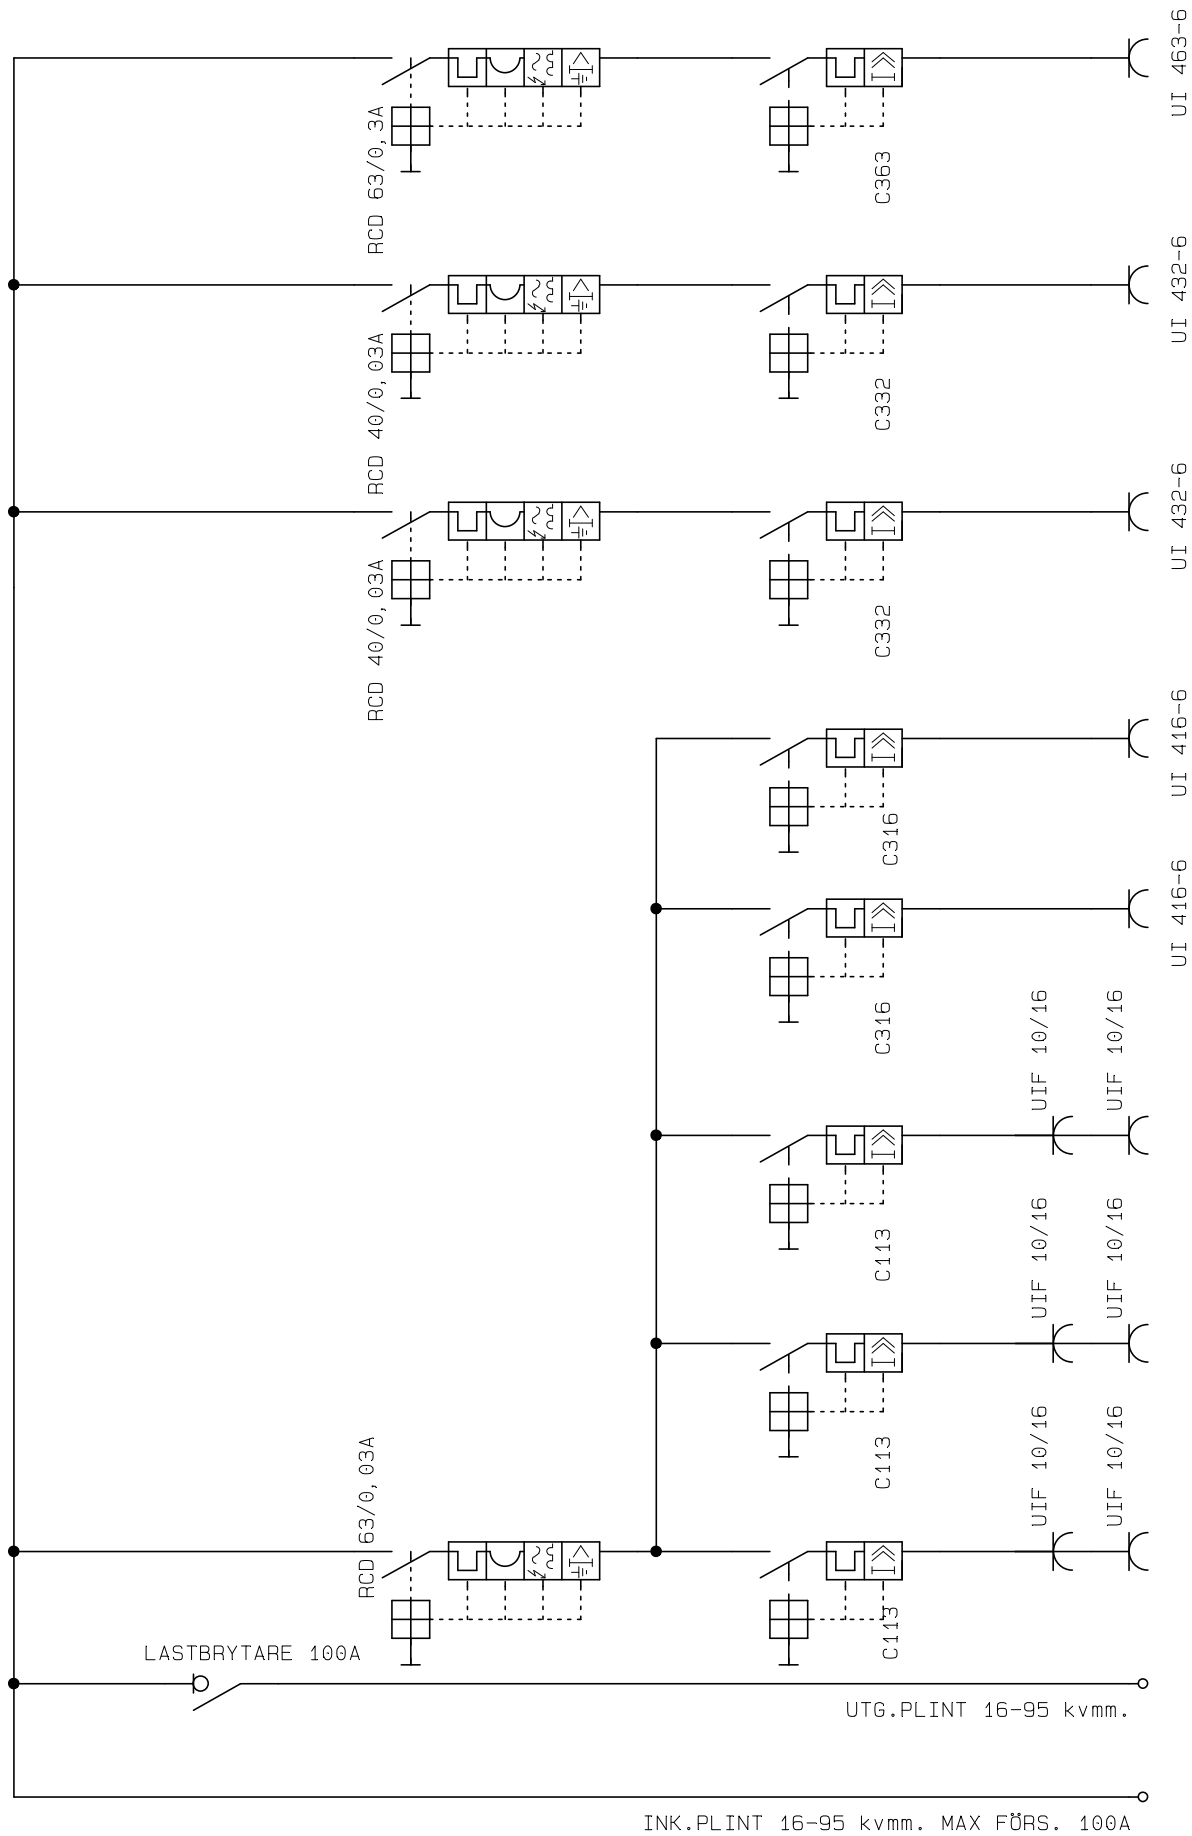 UI 463-6
RCD 63/0,3A
C363
UI 432-6
RCD 40/0,03A
C332
UI 432-6
RCD 40/0,03A
C332
UI 416-6
C316
UI 416-6
C316
UIF 10/16
UIF 10/16
C113
UIF 10/16
UIF 10/16
C113
UIF 10/16
UIF 10/16
RCD 63/0,03A
C113
LASTBRYTARE 100A
UTG.PLINT 16-95 kvmm.
INK.PLINT 16-95 kvmm. MAX FÖRS. 100A